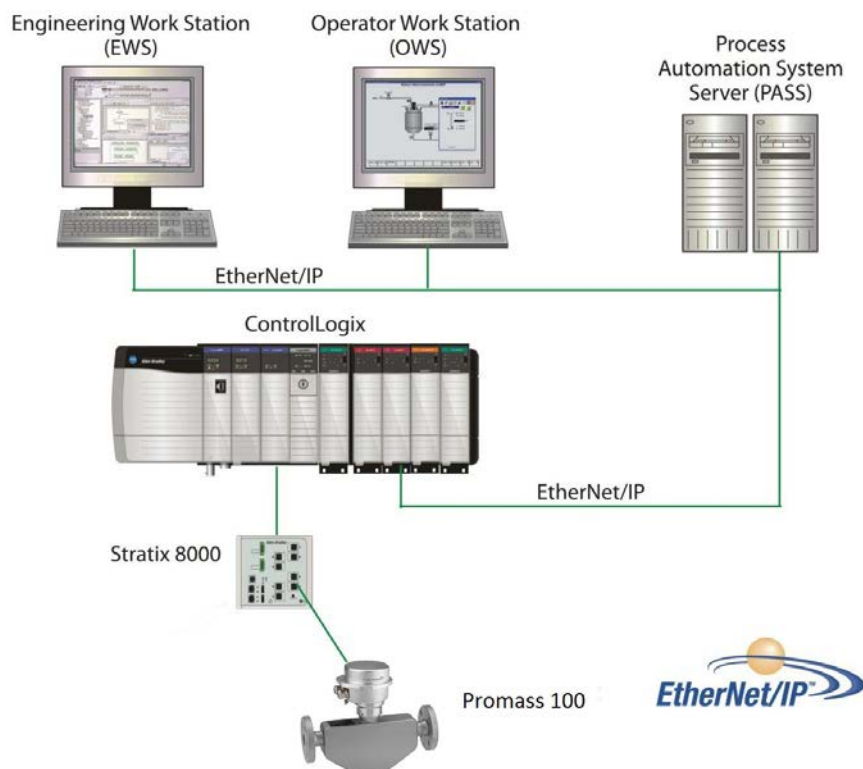 Engineering Work Station
(EWS)
Operator Work Station
(OWS)
Process
Automation System
Server (PASS)
EtherNet/IP
ControlLogix
EtherNet/IP
Stratix 8000
Promass 100
EtherNet/IP™